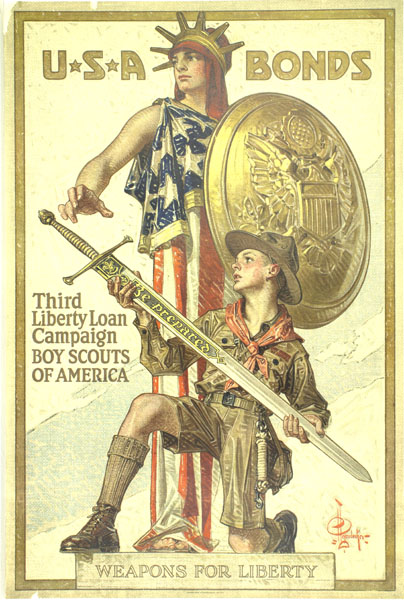 U★S★A BONDS
Third
Liberty Loan
Campaign
BOY SCOUTS
OF AMERICA
Be prepared
WEAPONS FOR LIBERTY